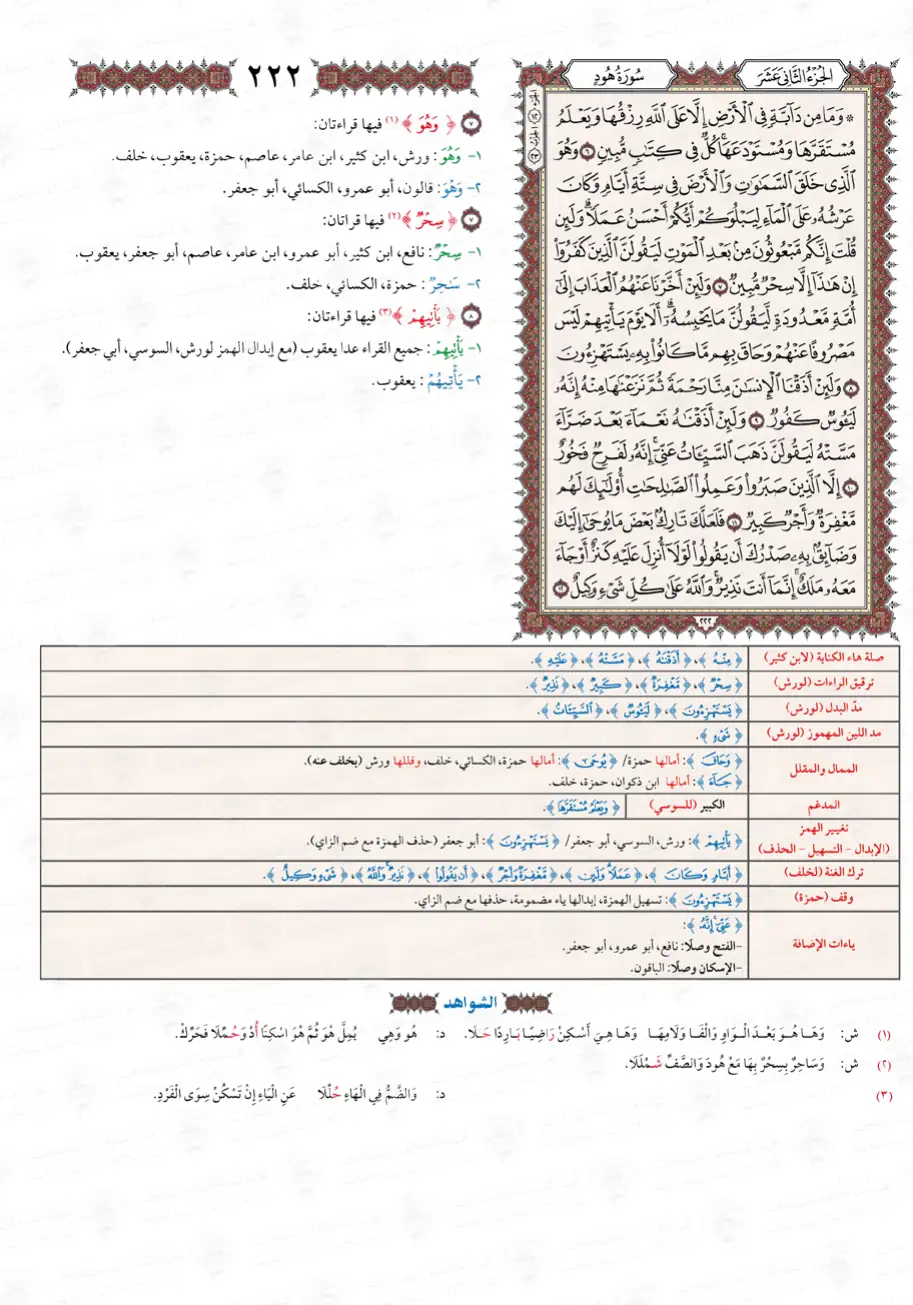 ٢٢٢
الجُزْءُ الثَّانِي عَشَرَ
سُورَةُ هُودٍ
۞ وَمَا مِن دَآبَّةٖ فِي ٱلۡأَرۡضِ إِلَّا عَلَى ٱللَّهِ رِزۡقُهَا وَيَعۡلَمُ
مُسۡتَقَرَّهَا وَمُسۡتَوۡدَعَهَاۚ كُلّٞ فِي كِتَٰبٖ مُّبِينٖ ٦ وَهُوَ
ٱلَّذِي خَلَقَ ٱلسَّمَٰوَٰتِ وَٱلۡأَرۡضَ فِي سِتَّةِ أَيَّامٖ وَكَانَ
عَرۡشُهُۥ عَلَى ٱلۡمَآءِ لِيَبۡلُوَكُمۡ أَيُّكُمۡ أَحۡسَنُ عَمَلٗاۗ وَلَئِن
قُلۡتَ إِنَّكُم مَّبۡعُوثُونَ مِنۢ بَعۡدِ ٱلۡمَوۡتِ لَيَقُولَنَّ ٱلَّذِينَ كَفَرُوٓاْ
إِنۡ هَٰذَآ إِلَّا سِحۡرٞ مُّبِينٞ ٧ وَلَئِنۡ أَخَّرۡنَا عَنۡهُمُ ٱلۡعَذَابَ إِلَىٰٓ
أُمَّةٖ مَّعۡدُودَةٖ لَّيَقُولُنَّ مَا يَحۡبِسُهُۥٓۗ أَلَا يَوۡمَ يَأۡتِيهِمۡ لَيۡسَ
مَصۡرُوفًا عَنۡهُمۡ وَحَاقَ بِهِم مَّا كَانُواْ بِهِۦ يَسۡتَهۡزِءُونَ
٨ وَلَئِنۡ أَذَقۡنَا ٱلۡإِنسَٰنَ مِنَّا رَحۡمَةٗ ثُمَّ نَزَعۡنَٰهَا مِنۡهُ إِنَّهُۥ
لَيَـُٔوسٞ كَفُورٞ ٩ وَلَئِنۡ أَذَقۡنَٰهُ نَعۡمَآءَ بَعۡدَ ضَرَّآءَ
مَسَّتۡهُ لَيَقُولَنَّ ذَهَبَ ٱلسَّيِّـَٔاتُ عَنِّيٓۚ إِنَّهُۥ لَفَرِحٞ فَخُورٌ
١٠ إِلَّا ٱلَّذِينَ صَبَرُواْ وَعَمِلُواْ ٱلصَّٰلِحَٰتِ أُوْلَٰٓئِكَ لَهُم
مَّغۡفِرَةٞ وَأَجۡرٞ كَبِيرٞ ١١ فَلَعَلَّكَ تَارِكُۢ بَعۡضَ مَا يُوحَىٰٓ إِلَيۡكَ
وَضَآئِقُۢ بِهِۦ صَدۡرُكَ أَن يَقُولُواْ لَوۡلَآ أُنزِلَ عَلَيۡهِ كَنزٌ أَوۡ جَآءَ
مَعَهُۥ مَلَكٌۚ إِنَّمَآ أَنتَ نَذِيرٞۚ وَٱللَّهُ عَلَىٰ كُلِّ شَيۡءٖ وَكِيلٌ ١٢
٢٢٢
٧ ﴿ وَهُوَ ﴾ (١) فيها قراءتان:
١- وَهُوَ: ورش، ابن كثير، ابن عامر، عاصم، حمزة، يعقوب، خلف.
٢- وَهْوَ: قالون، أبو عمرو، الكسائي، أبو جعفر.
٧ ﴿ سِحۡرٞ ﴾ (٢) فيها قراتان:
١- سِحۡرٞ: نافع، ابن كثير، أبو عمرو، ابن عامر، عاصم، أبو جعفر، يعقوب.
٢- سَٰحِرٞ: حمزة، الكسائي، خلف.
٨ ﴿ يَأۡتِيهِمۡ ﴾ (٣) فيها قراءتان:
١- يَأۡتِيهِمۡ: جميع القراء عدا يعقوب (مع إبدال الهمز لورش، السوسي، أبي جعفر).
٢- يَأۡتِيهُمۡ: يعقوب.
صلة هاء الكناية (لابن كثير) ﴿ مِنۡهُ ﴾، ﴿ أَذَقۡنَٰهُ ﴾، ﴿ مَسَّتۡهُ ﴾، ﴿ عَلَيۡهِ ﴾.
ترقيق الراءات (لورش) ﴿ سِحۡرٞ ﴾، ﴿ مَّغۡفِرَةٞ ﴾، ﴿ كَبِيرٞ ﴾، ﴿ نَذِيرٞ ﴾.
مدّ البدل (لورش) ﴿ يَسۡتَهۡزِءُونَ ﴾، ﴿ لَيَـُٔوسٞ ﴾، ﴿ ٱلسَّيِّـَٔاتُ ﴾.
مد اللين المهموز (لورش) ﴿ شَيۡءٖ ﴾.
الممال والمقلل ﴿ وَحَاقَ ﴾: أمالها حمزة/ ﴿ يُوحَىٰٓ ﴾: أمالها حمزة، الكسائي، خلف، وقللها ورش (بخلف عنه).
﴿ جَآءَ ﴾: أمالها ابن ذكوان، حمزة، خلف.
المدغم الكبير (للسوسي) ﴿ وَيَعۡلَم مُّسۡتَقَرَّهَا ﴾.
تغيير الهمز
(الإبدال – التسهيل – الحذف) ﴿ يَأۡتِيهِمۡ ﴾: ورش، السوسي، أبو جعفر/ ﴿ يَسۡتَهۡزِءُونَ ﴾: أبو جعفر (حذف الهمزة مع ضم الزاي).
ترك الغنة (لخلف) ﴿ أَيَّامٖ وَكَانَ ﴾، ﴿ عَمَلٗاۗ وَلَئِن ﴾، ﴿ مَّغۡفِرَةٞ وَأَجۡرٞ ﴾، ﴿ أَن يَقُولُواْ ﴾، ﴿ نَذِيرٞۚ وَٱللَّهُ ﴾، ﴿ شَيۡءٖ وَكِيلٌ ﴾.
وقف (حمزة) ﴿ يَسۡتَهۡزِءُونَ ﴾: تسهيل الهمزة، إبدالها ياء مضمومة، حذفها مع ضم الزاي.
ياءات الإضافة ﴿ عَنِّيٓۚ إِنَّهُۥ ﴾:
-الفتح وصلًا: نافع، أبو عمرو، أبو جعفر.
-الإسكان وصلًا: الباقون.
الشواهد
(١) ش: وَهَا هُوَ بَعْدَ الْوَاوِ وَالْفَا وَلَامِهَا وَهَا هِيَ أَسْكِنْ رَاضِيًا بَارِدًا حَلَا. د: هُو وَهِي يُمِلَّ هُوَ ثُمَّ هْوَ اسْكِنًا أُدْ وَحُمِّلَا فَحَرِّكْ.
(٢) ش: وَسَاحِرُ بِسِحْرٌ بِهَا مَعْ هُودَ وَالصَّفِّ شَمْلَلَا.
(٣) د: وَالضَّمُّ فِي الْهَاءِ حُلِّلَا عَنِ الْيَاءِ إِنْ تَسْكُنْ سِوَى الْفَرْدِ.